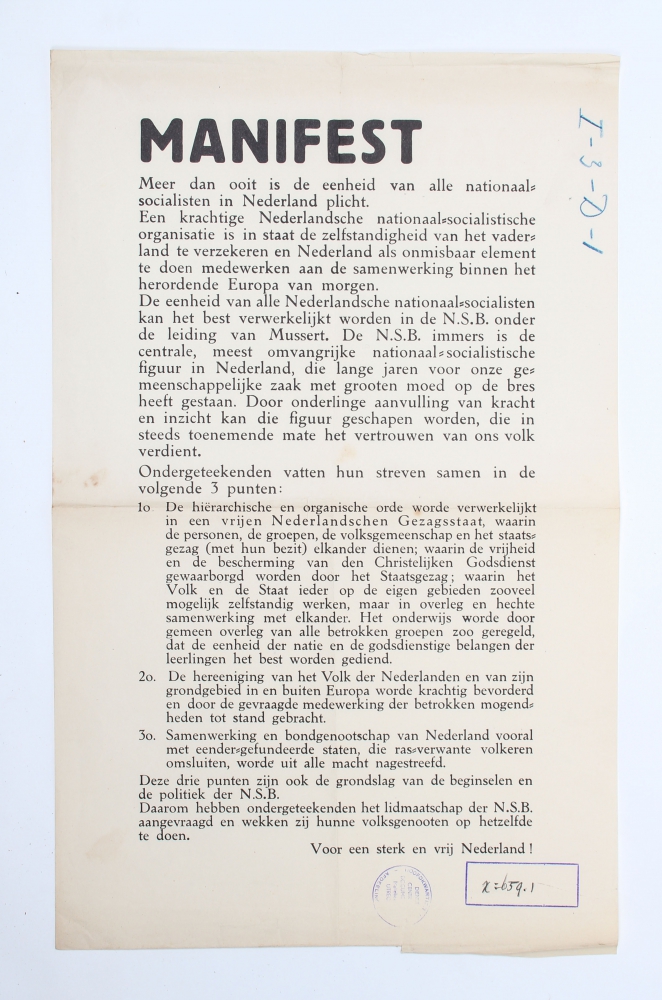 MANIFEST
I-3-D-1
Meer dan ooit is de eenheid van alle nationaal=
socialisten in Nederland plicht.
Een krachtige Nederlandsche nationaal=socialistische
organisatie is in staat de zelfstandigheid van het vader=
land te verzekeren en Nederland als onmisbaar element
te doen medewerken aan de samenwerking binnen het
herordende Europa van morgen.
De eenheid van alle Nederlandsche nationaal=socialisten
kan het best verwerkelijkt worden in de N.S.B. onder
de leiding van Mussert. De N.S.B. immers is de
centrale, meest omvangrijke nationaal=socialistische
figuur in Nederland, die lange jaren voor onze ge=
meenschappelijke zaak met grooten moed op de bres
heeft gestaan. Door onderlinge aanvulling van kracht
en inzicht kan die figuur geschapen worden, die in
steeds toenemende mate het vertrouwen van ons volk
verdient.
Ondergeteekenden vatten hun streven samen in de
volgende 3 punten:
1o De hiërarchische en organische orde worde verwerkelijkt
in een vrijen Nederlandschen Gezagsstaat, waarin
de personen, de groepen, de volksgemeenschap en het staats=
gezag (met hun bezit) elkander dienen; waarin de vrijheid
en de bescherming van den Christelijken Godsdienst
gewaarborgd worden door het Staatsgezag; waarin het
Volk en de Staat ieder op de eigen gebieden zooveel
mogelijk zelfstandig werken, maar in overleg en hechte
samenwerking met elkander. Het onderwijs worde door
gemeen overleg van alle betrokken groepen zoo geregeld,
dat de eenheid der natie en de godsdienstige belangen der
leerlingen het best worden gediend.
2o. De hereeniging van het Volk der Nederlanden en van zijn
grondgebied in en buiten Europa worde krachtig bevorderd
en door de gevraagde medewerking der betrokken mogend=
heden tot stand gebracht.
3o. Samenwerking en bondgenootschap van Nederland vooral
met eender=gefundeerde staten, die ras=verwante volkeren
omsluiten, worde uit alle macht nagestreefd.
Deze drie punten zijn ook de grondslag van de beginselen en
de politiek der N.S.B.
Daarom hebben ondergeteekenden het lidmaatschap der N.S.B.
aangevraagd en wekken zij hunne volksgenooten op hetzelfde
te doen.
Voor een sterk en vrij Nederland!
x=659.1